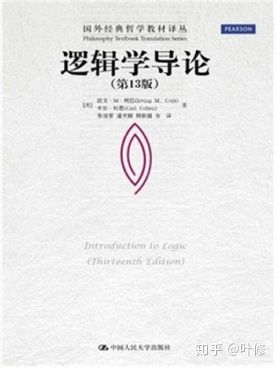 国外经典哲学教材译丛
Philosophy Textbook Translation Series
PEARSON
逻辑学导论
(第13版)
[美] 欧文·M·柯匹(Irving M. Copi)
卡尔·科恩(Carl Cohen) 著
张建军 潘天群 顿新国 等 译
Introduction to Logic
(Thirteenth Edition)
中国人民大学出版社
知乎 @叶修